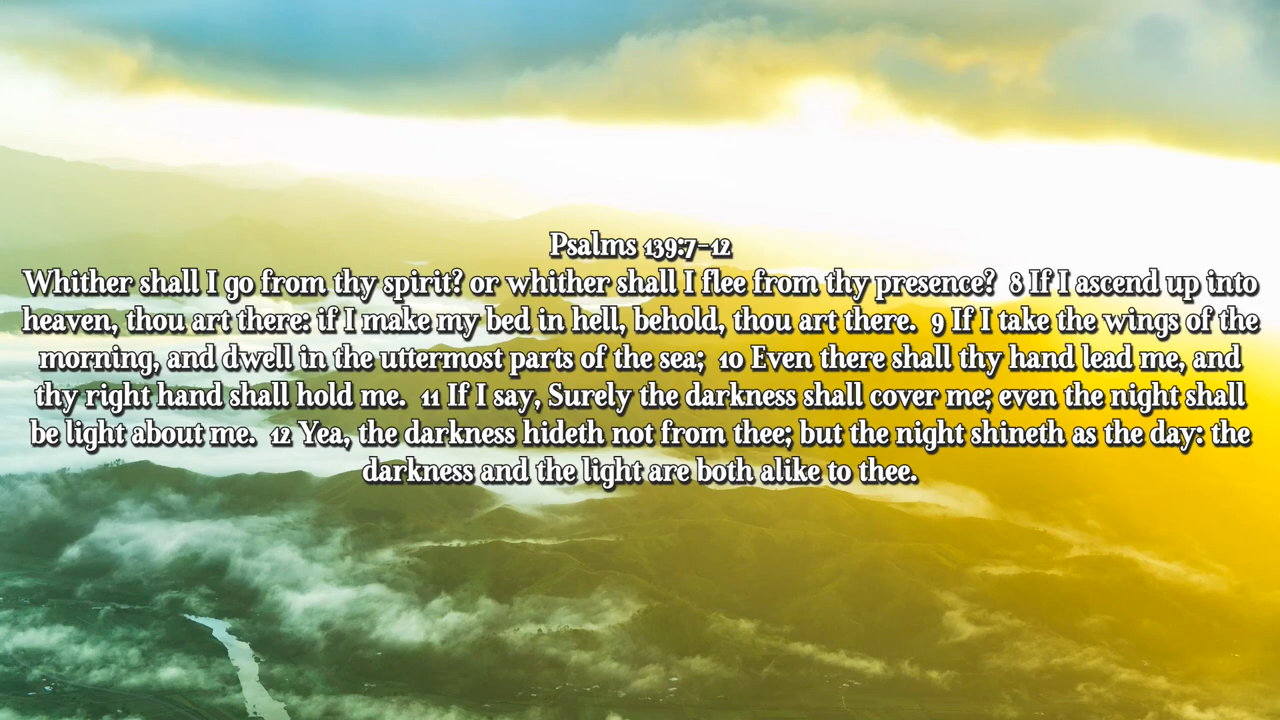 Psalms 139:7-12
Whither shall I go from thy spirit? or whither shall I flee from thy presence?  8 If I ascend up into
heaven, thou art there: if I make my bed in hell, behold, thou art there.  9 If I take the wings of the
morning, and dwell in the uttermost parts of the sea;  10 Even there shall thy hand lead me, and
thy right hand shall hold me.  11 If I say, Surely the darkness shall cover me; even the night shall
be light about me.  12 Yea, the darkness hideth not from thee; but the night shineth as the day: the
darkness and the light are both alike to thee.